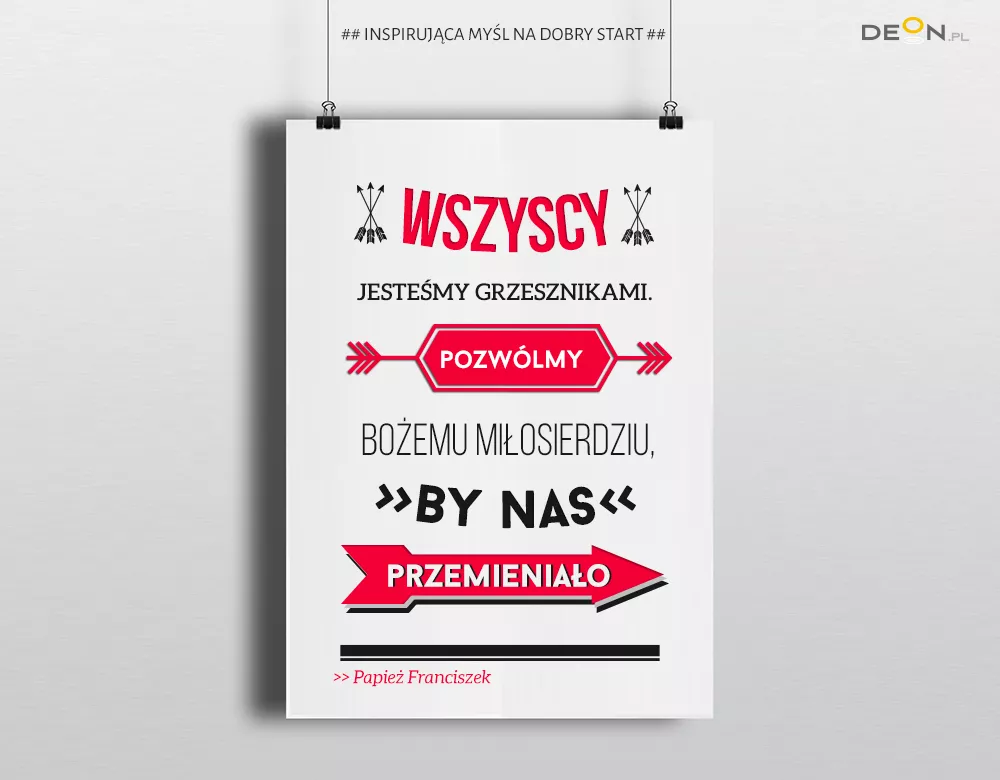 ## INSPIRUJĄCA MYŚL NA DOBRY START ##
DEON.PL
WSZYSCY
JESTEŚMY GRZESZNIKAMI.
POZWÓLMY
BOŻEMU MIŁOSIERDZIU,
>>BY NAS<<
PRZEMIENIAŁO
>> Papież Franciszek